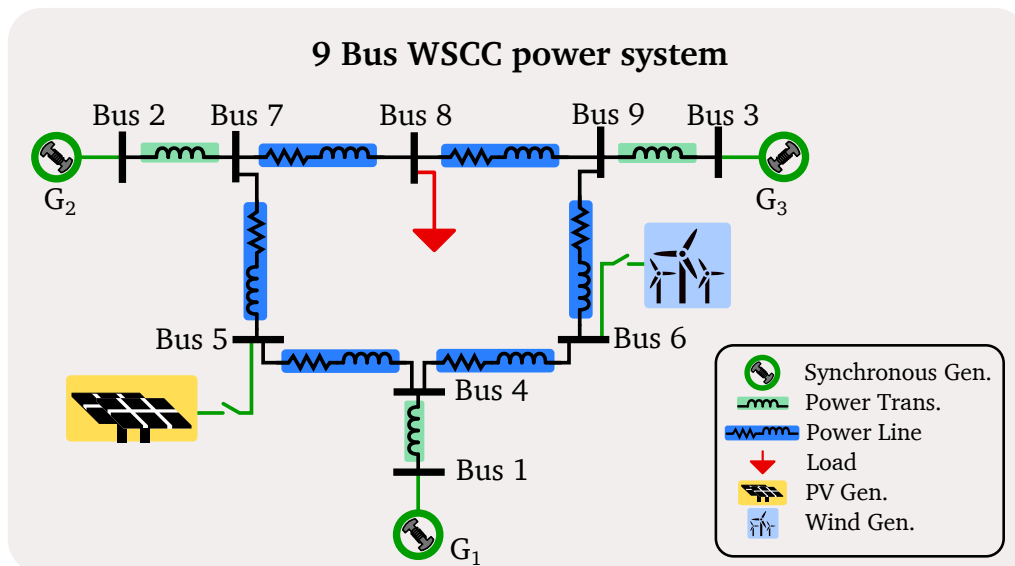 9 Bus WSCC power system
Bus 2
Bus 7
Bus 8
Bus 9
Bus 3
G2
G3
Bus 5
Bus 6
Bus 4
Bus 1
G1
Synchronous Gen.
Power Trans.
Power Line
Load
PV Gen.
Wind Gen.